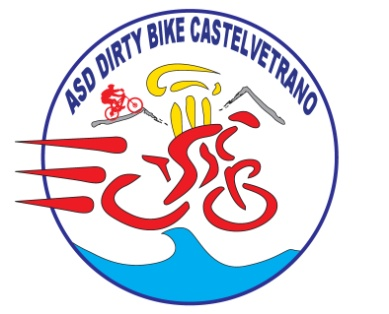 ASD DIRTY BIKE CASTELVETRANO